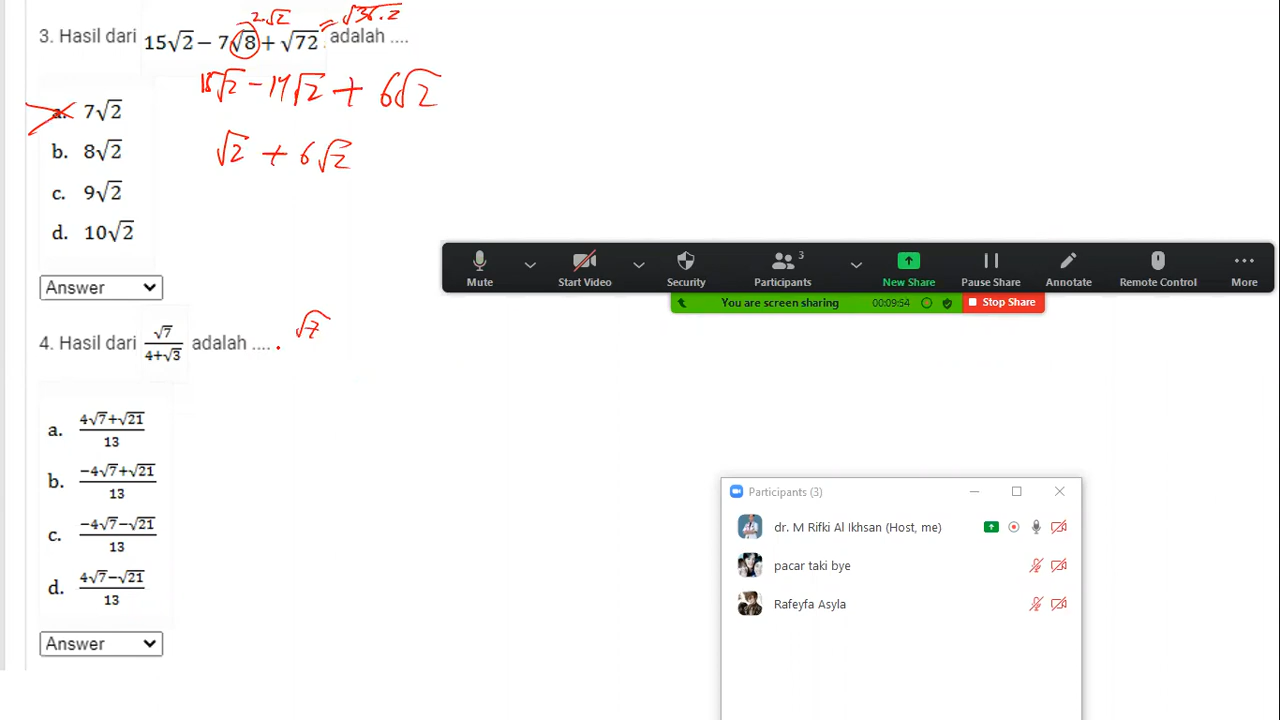 2.√2 = √36.2
3. Hasil dari 15√2 − 7√8 + √72 adalah ....
15√2 − 14√2 + 6√2
a. 7√2
√2 + 6√2
b. 8√2
c. 9√2
d. 10√2
Mute Start Video Security Participants 3 New Share Pause Share Annotate Remote Control More
Answer
You are screen sharing 00:09:54 Stop Share
√7
4. Hasil dari √7/(4+√3) adalah ....
a. (4√7+√21)/13
b. (−4√7+√21)/13
c. (−4√7−√21)/13
d. (4√7−√21)/13
Answer
Participants (3)
dr. M Rifki Al Ikhsan (Host, me)
pacar taki bye
Rafeyfa Asyla